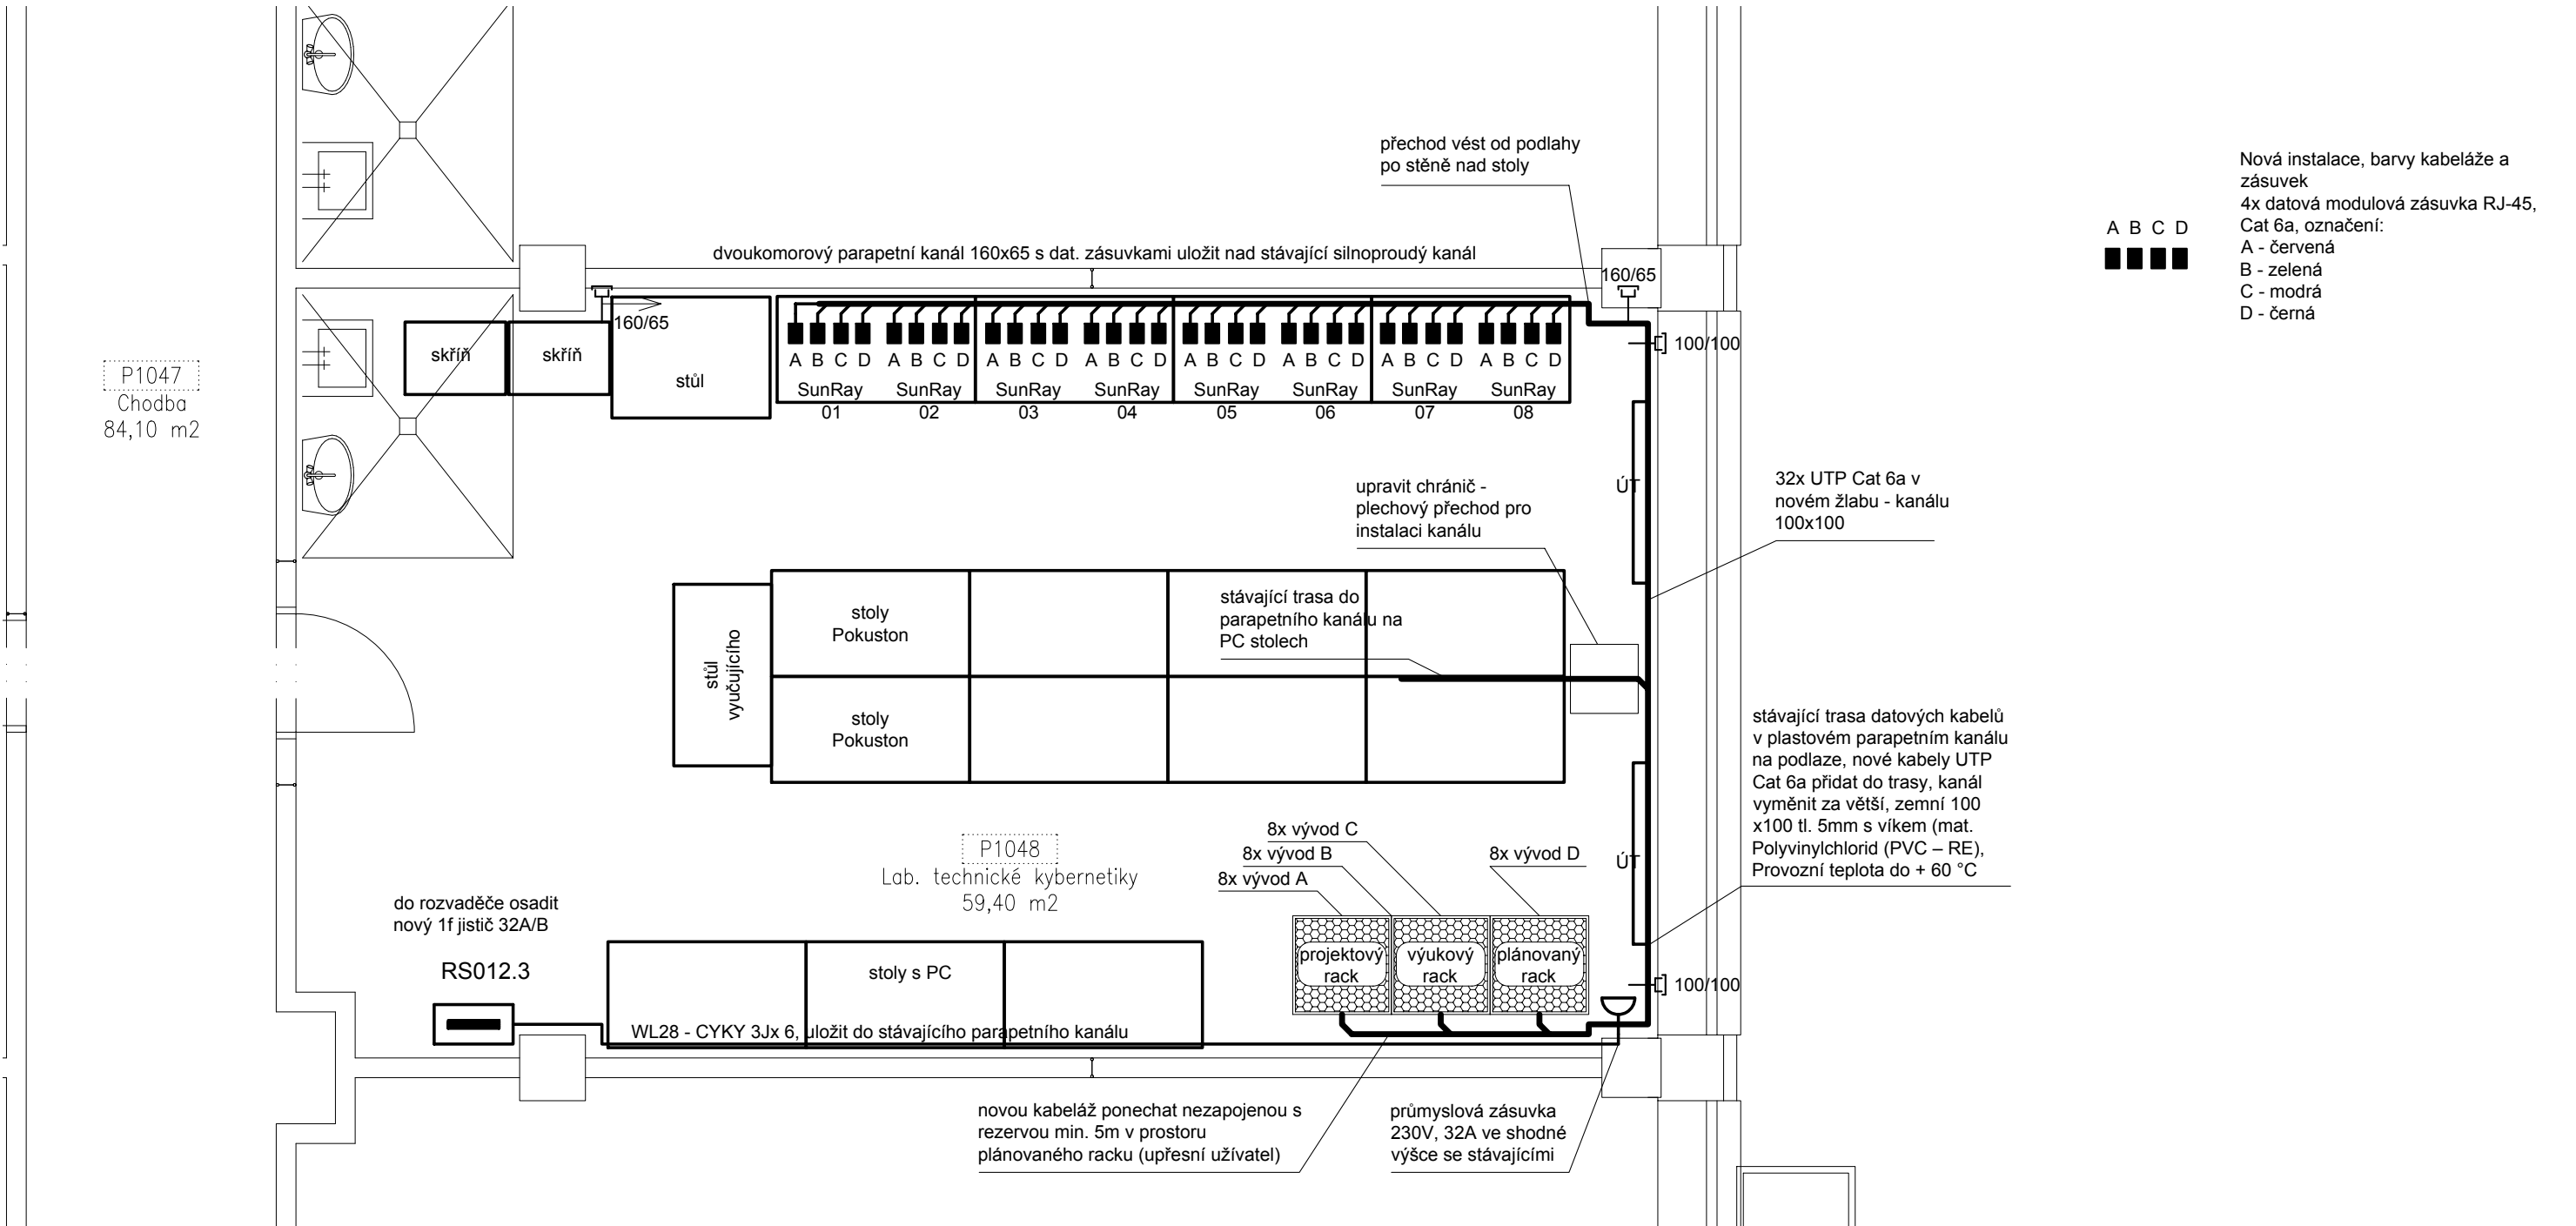 přechod vést od podlahy
po stěně nad stoly
Nová instalace, barvy kabeláže a
zásuvek
4x datová modulová zásuvka RJ-45,
Cat 6a, označení:
A - červená
B - zelená
C - modrá
D - černá
A B C D
dvoukomorový parapetní kanál 160x65 s dat. zásuvkami uložit nad stávající silnoproudý kanál
160/65
160/65
100/100
skříň
skříň
stůl
A B C D A B C D A B C D A B C D A B C D A B C D A B C D A B C D
SunRay SunRay SunRay SunRay SunRay SunRay SunRay SunRay
01 02 03 04 05 06 07 08
P1047
Chodba
84,10 m2
ÚT
upravit chránič -
plechový přechod pro
instalaci kanálu
32x UTP Cat 6a v
novém žlabu - kanálu
100x100
stůl
vyučujícího
stoly
Pokuston
stoly
Pokuston
stávající trasa do
parapetního kanálu na
PC stolech
stávající trasa datových kabelů
v plastovém parapetním kanálu
na podlaze, nové kabely UTP
Cat 6a přidat do trasy, kanál
vyměnit za větší, zemní 100
x100 tl. 5mm s víkem (mat.
Polyvinylchlorid (PVC – RE),
Provozní teplota do + 60 °C
P1048
Lab. technické kybernetiky
59,40 m2
8x vývod C
8x vývod B
8x vývod A
8x vývod D
ÚT
do rozvaděče osadit
nový 1f jistič 32A/B
RS012.3
stoly s PC
projektový
rack
výukový
rack
plánovaný
rack
100/100
WL28 - CYKY 3Jx 6, uložit do stávajícího parapetního kanálu
novou kabeláž ponechat nezapojenou s
rezervou min. 5m v prostoru
plánovaného racku (upřesní uživatel)
průmyslová zásuvka
230V, 32A ve shodné
výšce se stávajícími